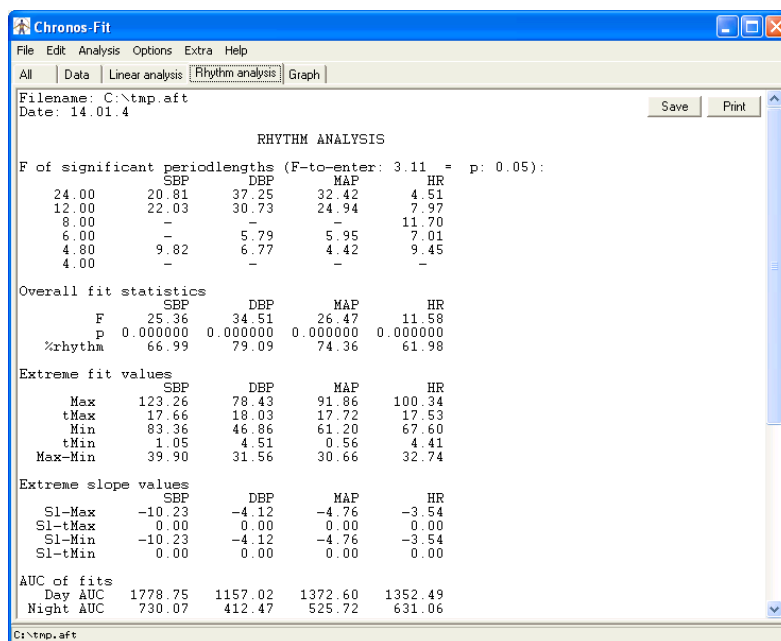 Chronos-Fit
File Edit Analysis Options Extra Help
All Data Linear analysis Rhythm analysis Graph
Filename: C:\tmp.aft
Date: 14.01.4
Save Print
RHYTHM ANALYSIS
F of significant periodlengths (F-to-enter: 3.11 = p: 0.05):
SBP DBP MAP HR
24.00 20.81 37.25 32.42 4.51
12.00 22.03 30.73 24.94 7.97
8.00 - - - 11.70
6.00 - 5.79 5.95 7.01
4.80 9.82 6.77 4.42 9.45
4.00 - - - -
Overall fit statistics
SBP DBP MAP HR
F 25.36 34.51 26.47 11.58
p 0.000000 0.000000 0.000000 0.000000
%rhythm 66.99 79.09 74.36 61.98
Extreme fit values
SBP DBP MAP HR
Max 123.26 78.43 91.86 100.34
tMax 17.66 18.03 17.72 17.53
Min 83.36 46.86 61.20 67.60
tMin 1.05 4.51 0.56 4.41
Max-Min 39.90 31.56 30.66 32.74
Extreme slope values
SBP DBP MAP HR
Sl-Max -10.23 -4.12 -4.76 -3.54
Sl-tMax 0.00 0.00 0.00 0.00
Sl-Min -10.23 -4.12 -4.76 -3.54
Sl-tMin 0.00 0.00 0.00 0.00
AUC of fits
Day AUC 1778.75 1157.02 1372.60 1352.49
Night AUC 730.07 412.47 525.72 631.06
C:\tmp.aft